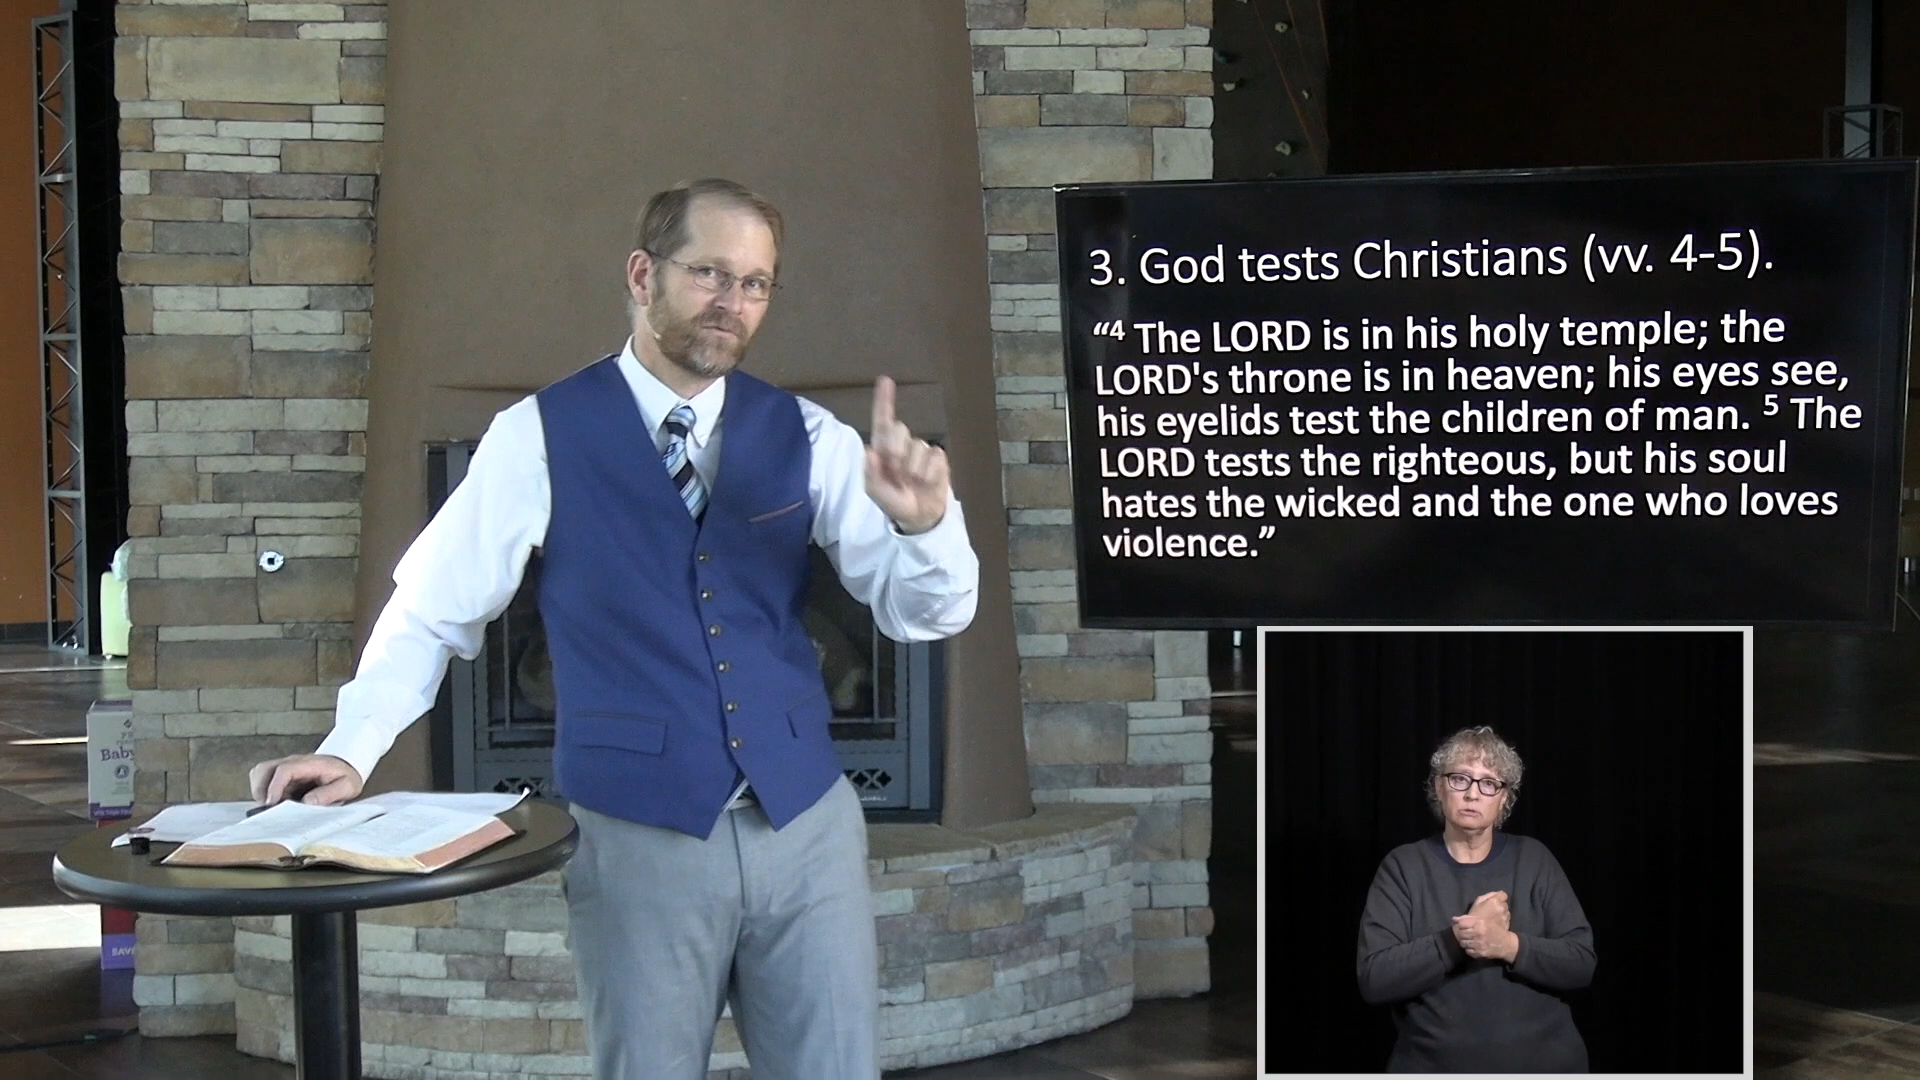 3. God tests Christians (vv. 4-5).
“4 The LORD is in his holy temple; the
LORD's throne is in heaven; his eyes see,
his eyelids test the children of man. 5 The
LORD tests the righteous, but his soul
hates the wicked and the one who loves
violence.”
Baby
SAVE